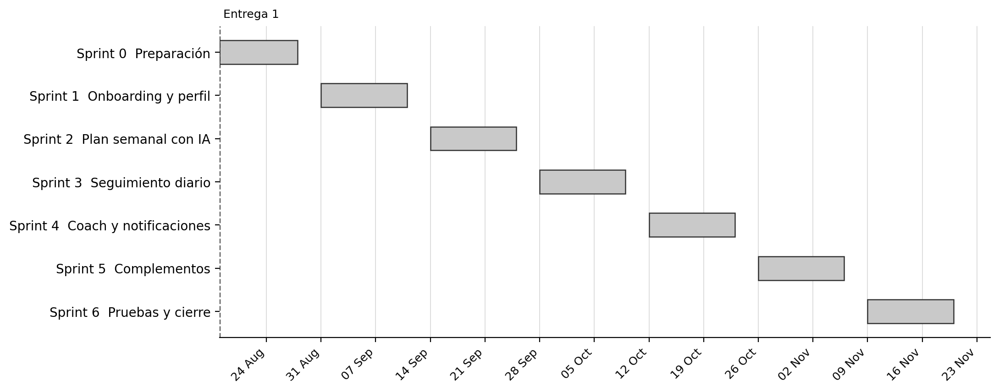 Entrega 1
Sprint 0  Preparación
Sprint 1  Onboarding y perfil
Sprint 2  Plan semanal con IA
Sprint 3  Seguimiento diario
Sprint 4  Coach y notificaciones
Sprint 5  Complementos
Sprint 6  Pruebas y cierre
24 Aug
31 Aug
07 Sep
14 Sep
21 Sep
28 Sep
05 Oct
12 Oct
19 Oct
26 Oct
02 Nov
09 Nov
16 Nov
23 Nov